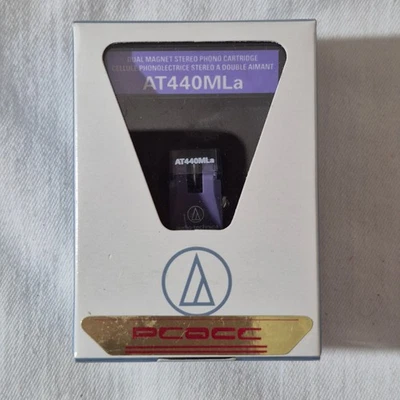 DUAL MAGNET STEREO PHONO CARTRIDGE
CELLULE PHONOLECTRICE STEREO A DOUBLE AIMANT
AT440MLa
AT440MLa
PCOCC